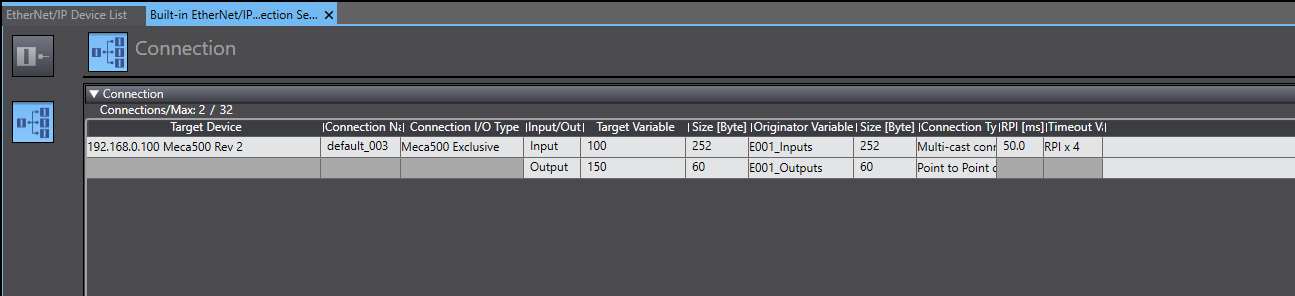 EtherNet/IP Device List Built-in EtherNet/IP...ection Se...
Connection
Connection
Connections/Max: 2 / 32
Target Device Connection Na Connection I/O Type Input/Out Target Variable Size [Byte] Originator Variable Size [Byte] Connection Ty RPI [ms] Timeout V
192.168.0.100 Meca500 Rev 2 default_003 Meca500 Exclusive Input 100 252 E001_Inputs 252 Multi-cast conn 50.0 RPI x 4
Output 150 60 E001_Outputs 60 Point to Point c